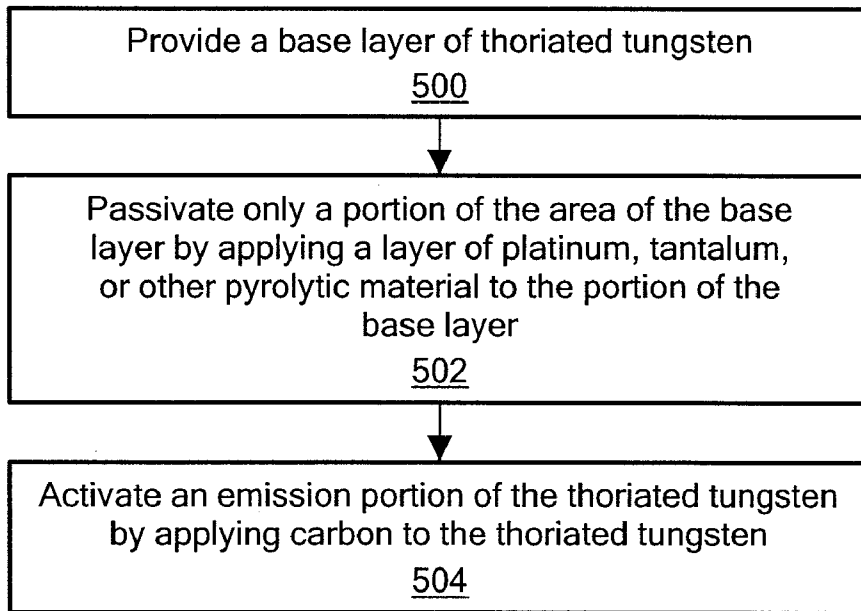 Provide a base layer of thoriated tungsten
500
Passivate only a portion of the area of the base
layer by applying a layer of platinum, tantalum,
or other pyrolytic material to the portion of the
base layer
502
Activate an emission portion of the thoriated tungsten
by applying carbon to the thoriated tungsten
504